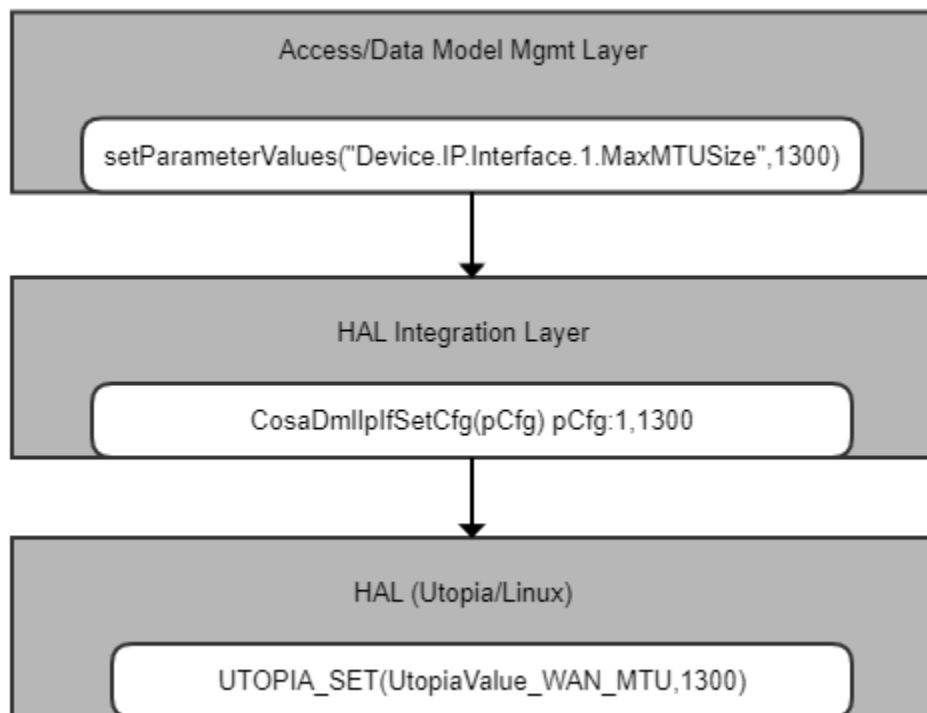 Access/Data Model Mgmt Layer
setParameterValues("Device.IP.Interface.1.MaxMTUSize",1300)
HAL Integration Layer
CosaDmlIpIfSetCfg(pCfg) pCfg:1,1300
HAL (Utopia/Linux)
UTOPIA_SET(UtopiaValue_WAN_MTU,1300)